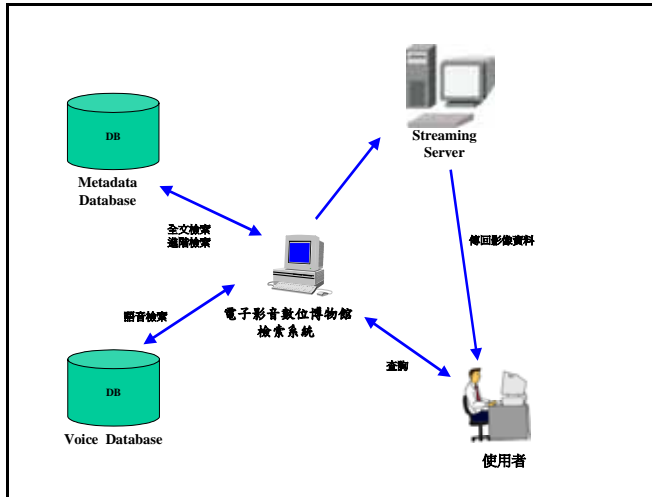 DB
Metadata
Database
Streaming
Server
全文檢索
進階檢索
傳回影像資料
語音檢索
電子影音數位博物館
檢索系統
查詢
DB
Voice Database
使用者